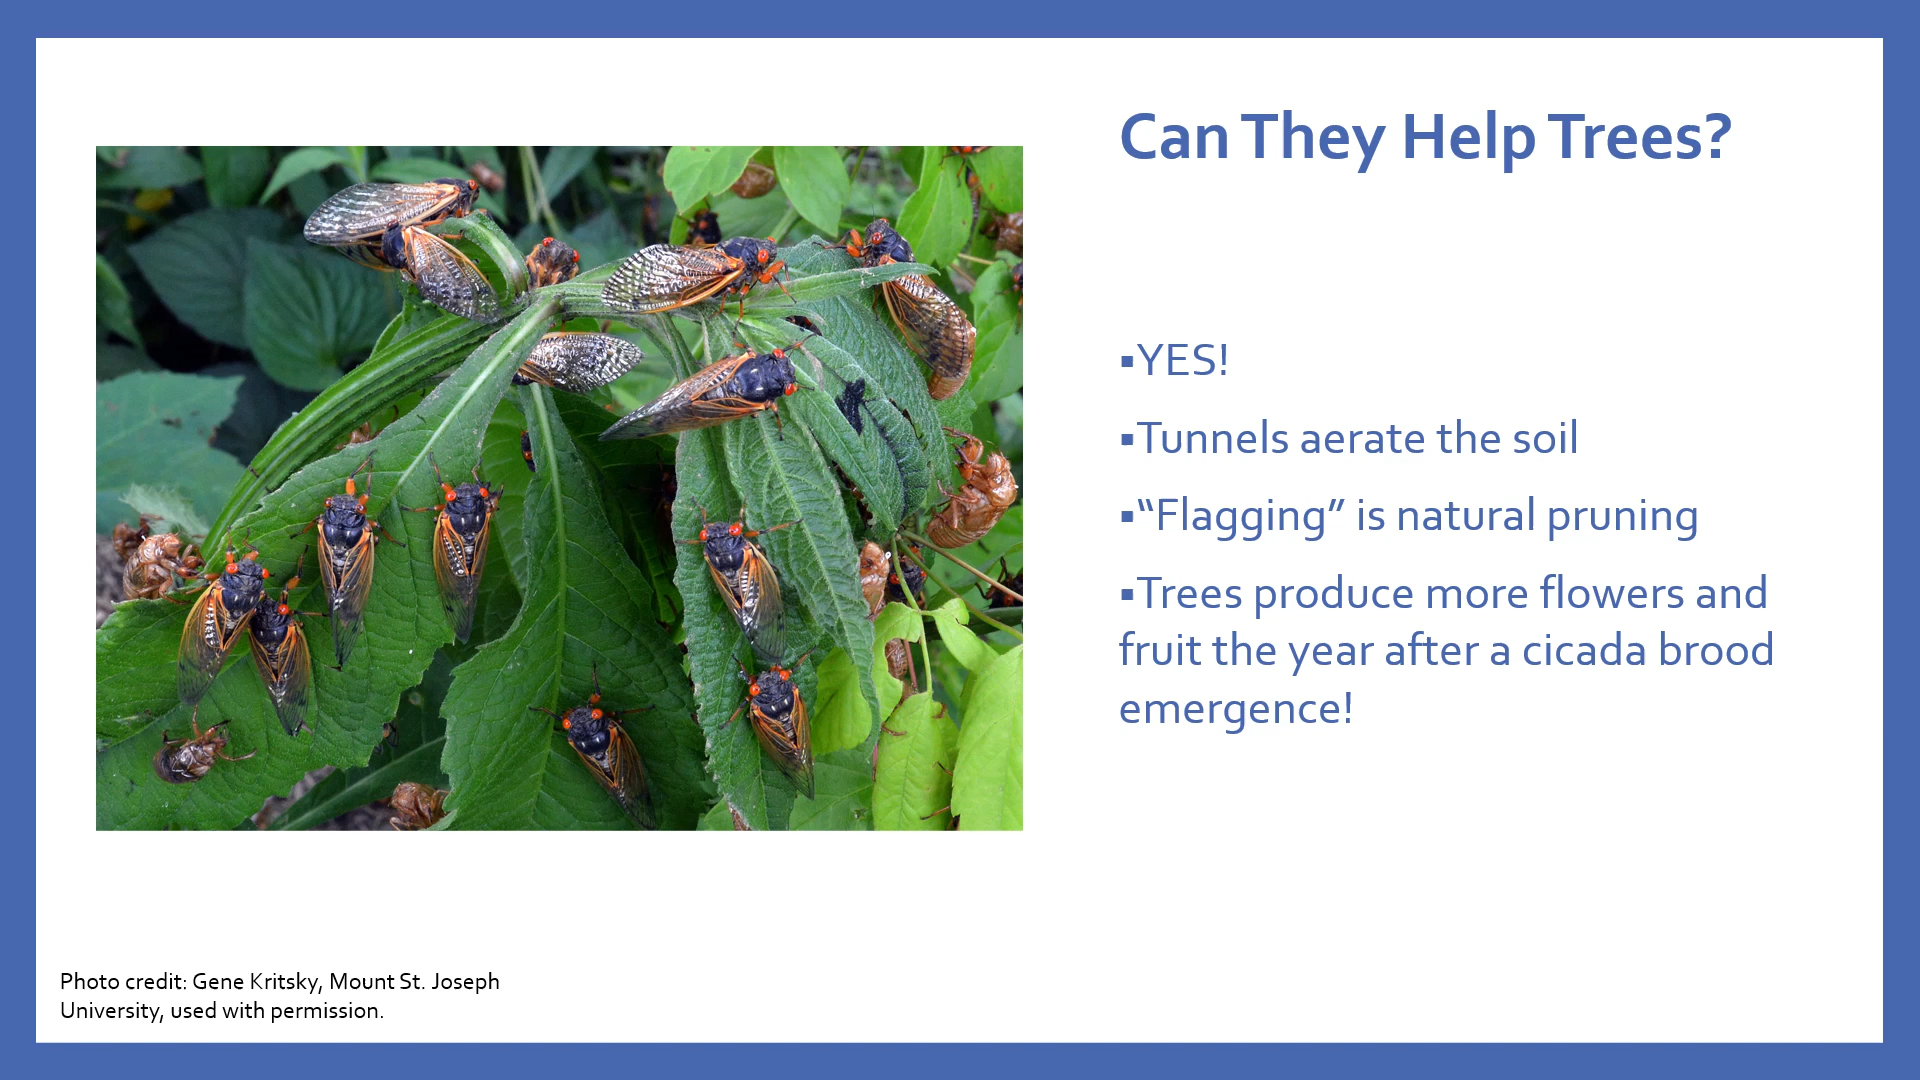 Can They Help Trees?
▪YES!
▪Tunnels aerate the soil
▪“Flagging” is natural pruning
▪Trees produce more flowers and
fruit the year after a cicada brood
emergence!
Photo credit: Gene Kritsky, Mount St. Joseph
University, used with permission.